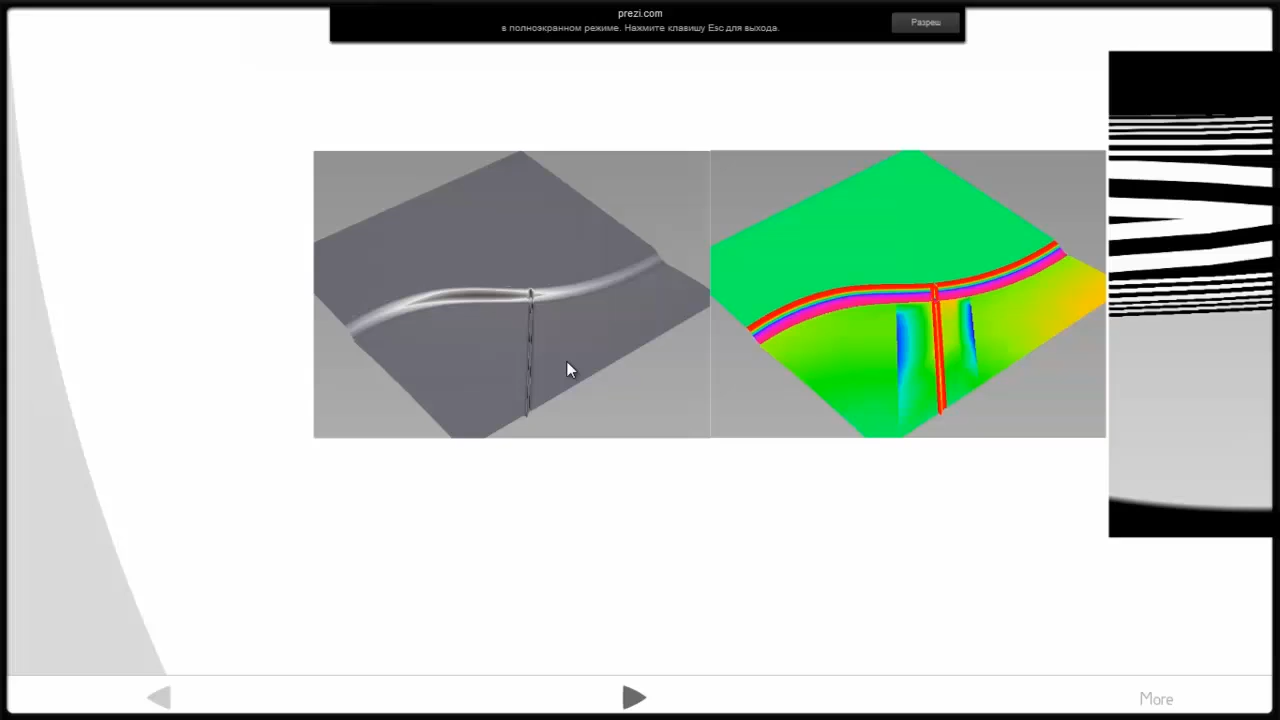 prezi.com
в полноэкранном режиме. Нажмите клавишу Esc для выхода.
Разреш
More